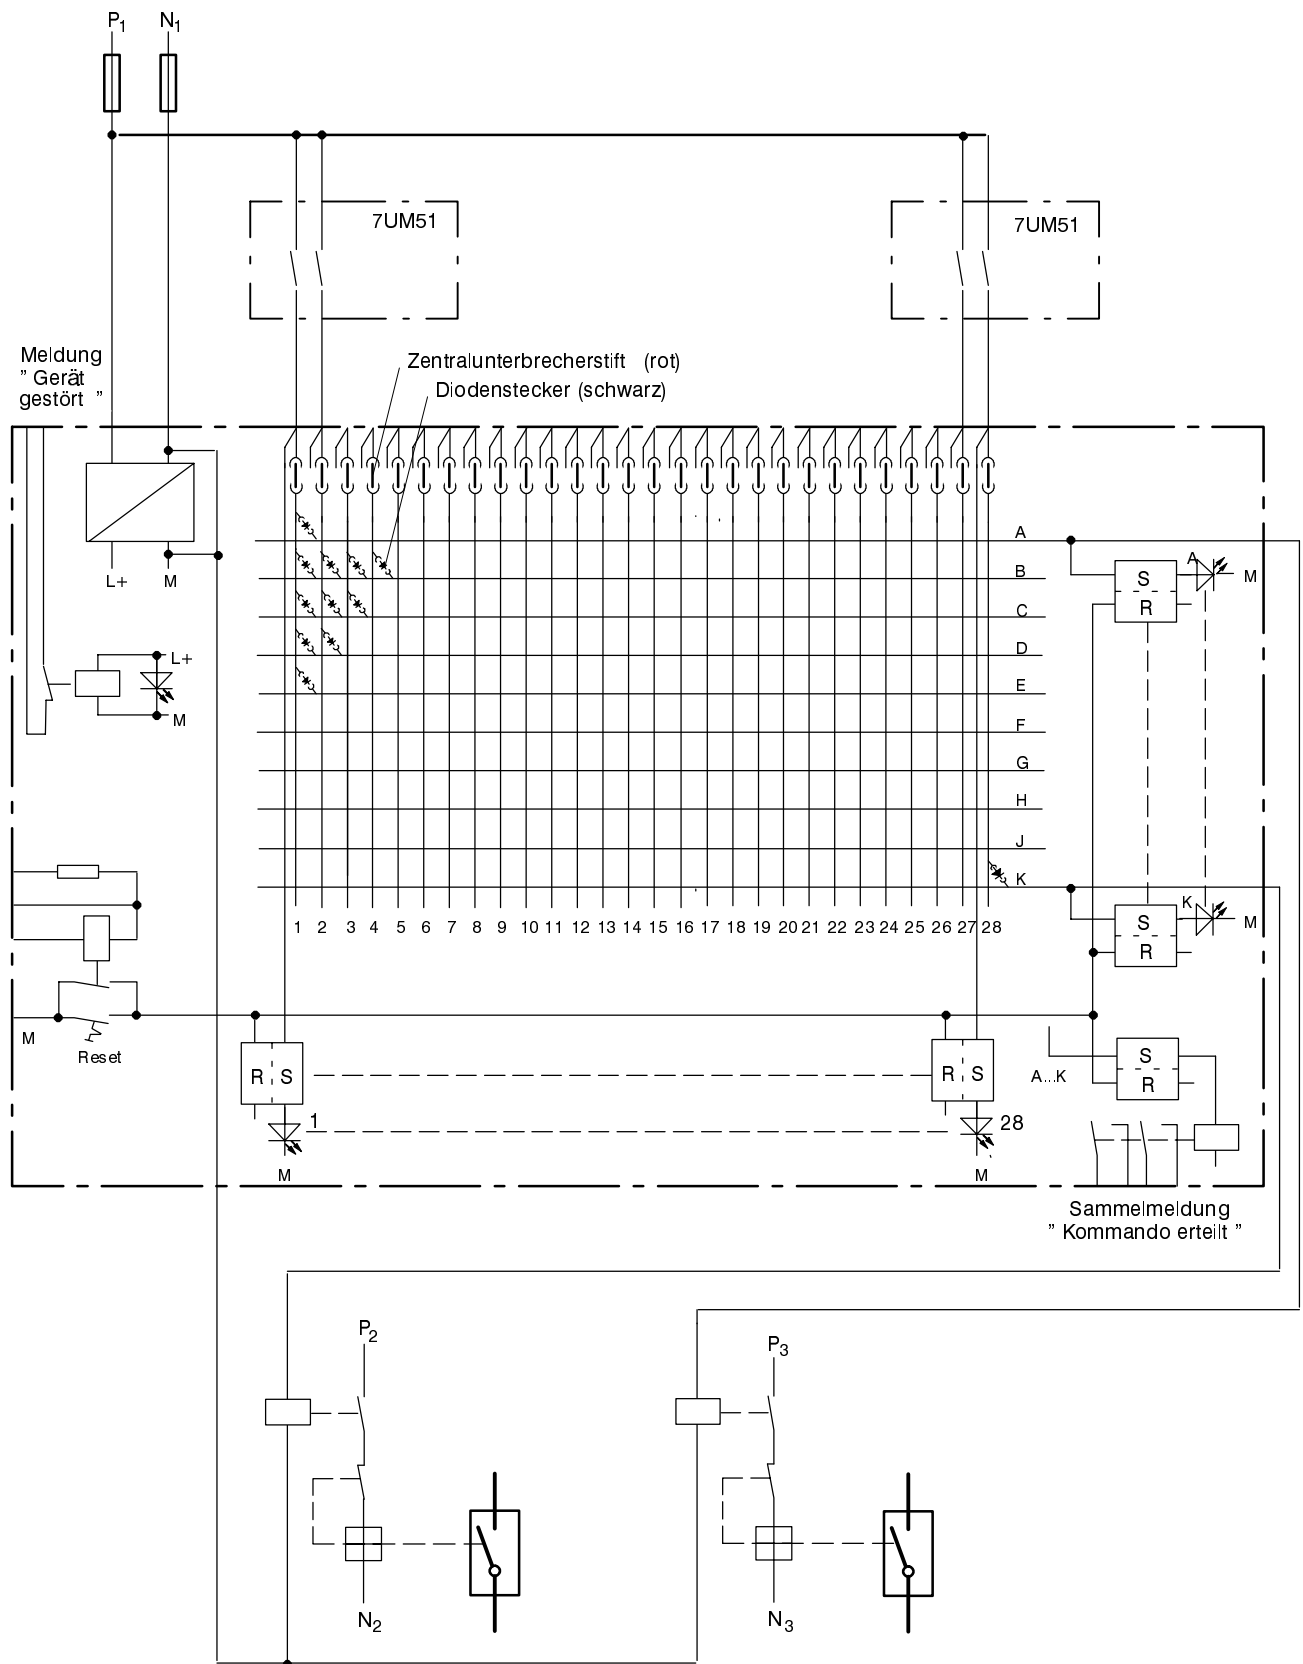 P1 N1
7UM51
7UM51
Meldung
" Gerät
gestört "
Zentralunterbrecherstift (rot)
Diodenstecker (schwarz)
L+ M
A
B
C
D
E
F
G
H
J
K
A
S
R
M
L+
M
K
S
R
M
1 2 3 4 5 6 7 8 9 10 11 12 13 14 15 16 17 18 19 20 21 22 23 24 25 26 27 28
M
Reset
R S
1
M
R S
28
M
S
R
A...K
Sammelmeldung
" Kommando erteilt "
P2
P3
N2
N3